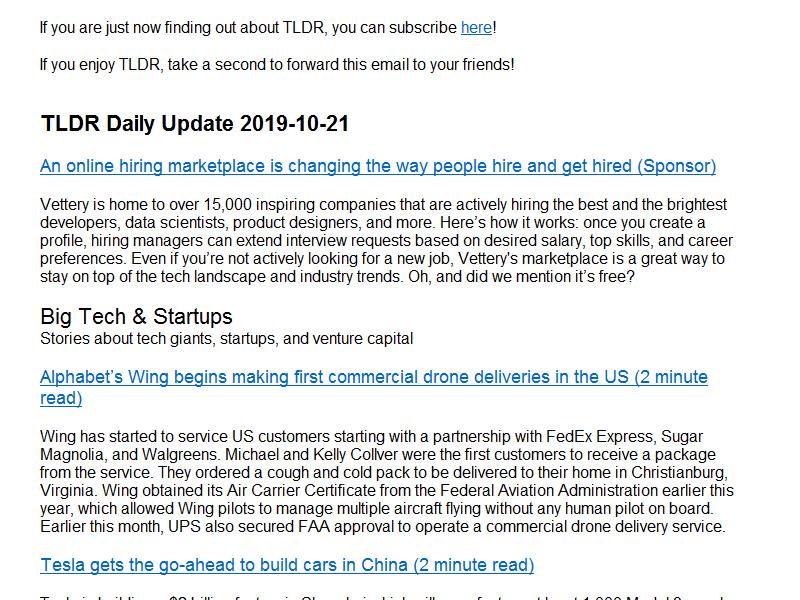 If you are just now finding out about TLDR, you can subscribe here!
If you enjoy TLDR, take a second to forward this email to your friends!
TLDR Daily Update 2019-10-21
An online hiring marketplace is changing the way people hire and get hired (Sponsor)
Vettery is home to over 15,000 inspiring companies that are actively hiring the best and the brightest
developers, data scientists, product designers, and more. Here’s how it works: once you create a
profile, hiring managers can extend interview requests based on desired salary, top skills, and career
preferences. Even if you’re not actively looking for a new job, Vettery's marketplace is a great way to
stay on top of the tech landscape and industry trends. Oh, and did we mention it’s free?
Big Tech & Startups
Stories about tech giants, startups, and venture capital
Alphabet’s Wing begins making first commercial drone deliveries in the US (2 minute
read)
Wing has started to service US customers starting with a partnership with FedEx Express, Sugar
Magnolia, and Walgreens. Michael and Kelly Collver were the first customers to receive a package
from the service. They ordered a cough and cold pack to be delivered to their home in Christianburg,
Virginia. Wing obtained its Air Carrier Certificate from the Federal Aviation Administration earlier this
year, which allowed Wing pilots to manage multiple aircraft flying without any human pilot on board.
Earlier this month, UPS also secured FAA approval to operate a commercial drone delivery service.
Tesla gets the go-ahead to build cars in China (2 minute read)